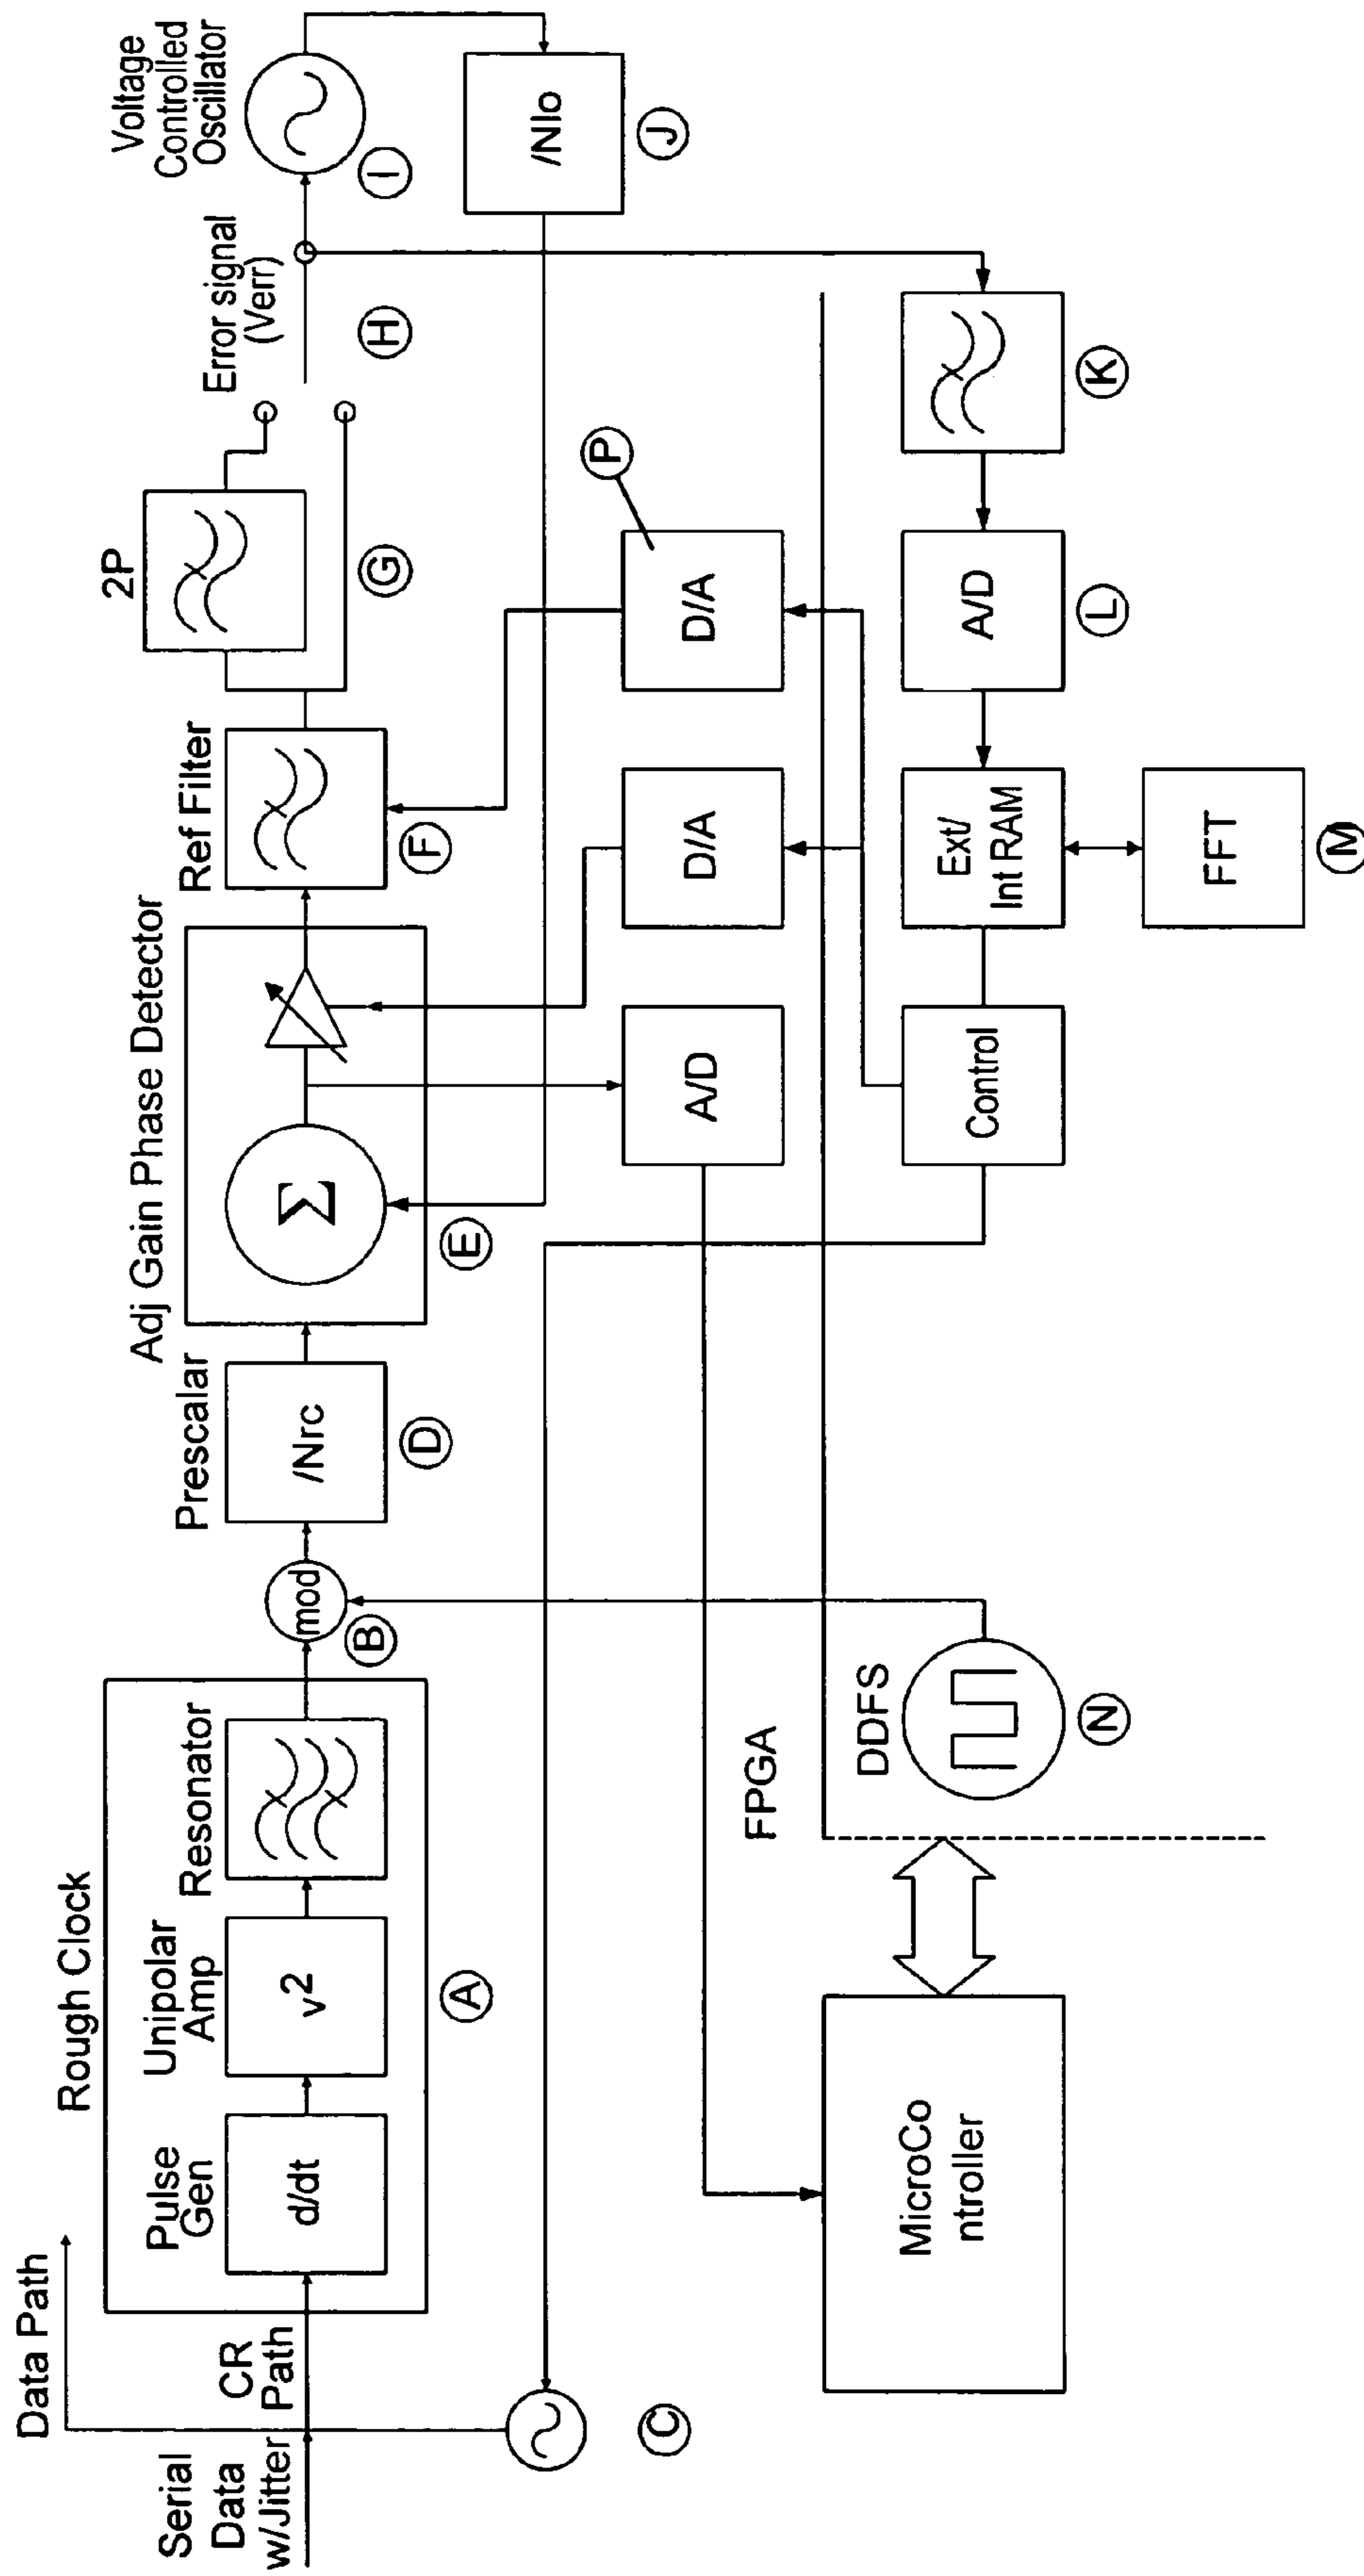 Serial
Data
w/Jitter
Data Path
CR
Path
Rough Clock
Pulse
Gen
d/dt
Unipolar
Amp
v2
Resonator
A
mod
B
C
Prescalar
/Nrc
D
Adj Gain Phase Detector
Σ
E
Ref Filter
F
2P
G
Error signal
(Verr)
H
Voltage
Controlled
Oscillator
I
/Nlo
J
A/D
D/A
D/A
P
FPGA
MicroCo
ntroller
DDFS
N
Control
Ext/
Int RAM
A/D
L
K
FFT
M